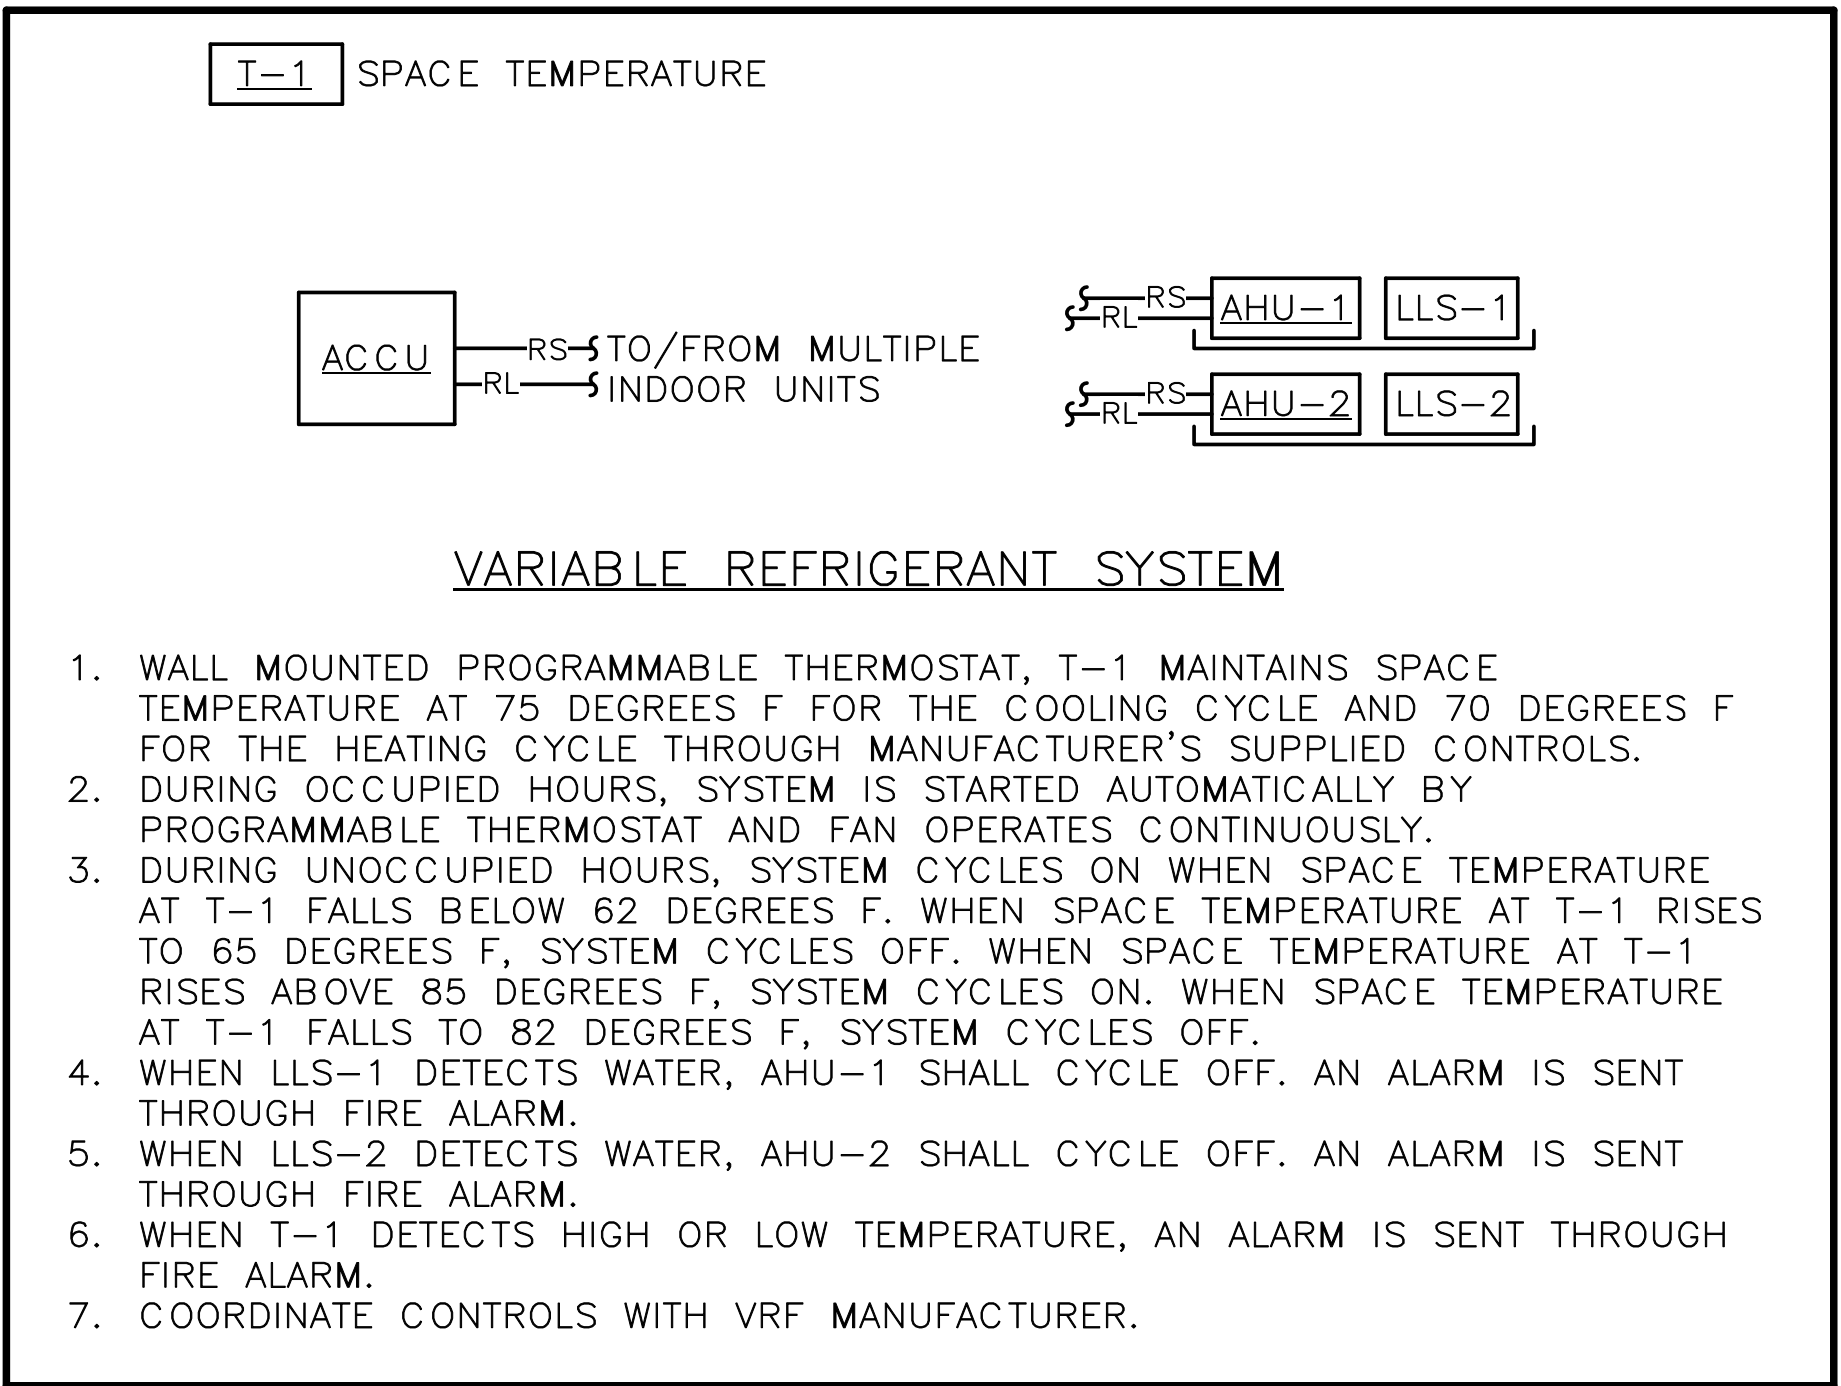 T-1 SPACE TEMPERATURE
RS AHU-1 LLS-1
RL
ACCU RS TO/FROM MULTIPLE
RL INDOOR UNITS
RS AHU-2 LLS-2
RL
VARIABLE REFRIGERANT SYSTEM
1. WALL MOUNTED PROGRAMMABLE THERMOSTAT, T-1 MAINTAINS SPACE
TEMPERATURE AT 75 DEGREES F FOR THE COOLING CYCLE AND 70 DEGREES F
FOR THE HEATING CYCLE THROUGH MANUFACTURER'S SUPPLIED CONTROLS.
2. DURING OCCUPIED HOURS, SYSTEM IS STARTED AUTOMATICALLY BY
PROGRAMMABLE THERMOSTAT AND FAN OPERATES CONTINUOUSLY.
3. DURING UNOCCUPIED HOURS, SYSTEM CYCLES ON WHEN SPACE TEMPERATURE
AT T-1 FALLS BELOW 62 DEGREES F. WHEN SPACE TEMPERATURE AT T-1 RISES
TO 65 DEGREES F, SYSTEM CYCLES OFF. WHEN SPACE TEMPERATURE AT T-1
RISES ABOVE 85 DEGREES F, SYSTEM CYCLES ON. WHEN SPACE TEMPERATURE
AT T-1 FALLS TO 82 DEGREES F, SYSTEM CYCLES OFF.
4. WHEN LLS-1 DETECTS WATER, AHU-1 SHALL CYCLE OFF. AN ALARM IS SENT
THROUGH FIRE ALARM.
5. WHEN LLS-2 DETECTS WATER, AHU-2 SHALL CYCLE OFF. AN ALARM IS SENT
THROUGH FIRE ALARM.
6. WHEN T-1 DETECTS HIGH OR LOW TEMPERATURE, AN ALARM IS SENT THROUGH
FIRE ALARM.
7. COORDINATE CONTROLS WITH VRF MANUFACTURER.